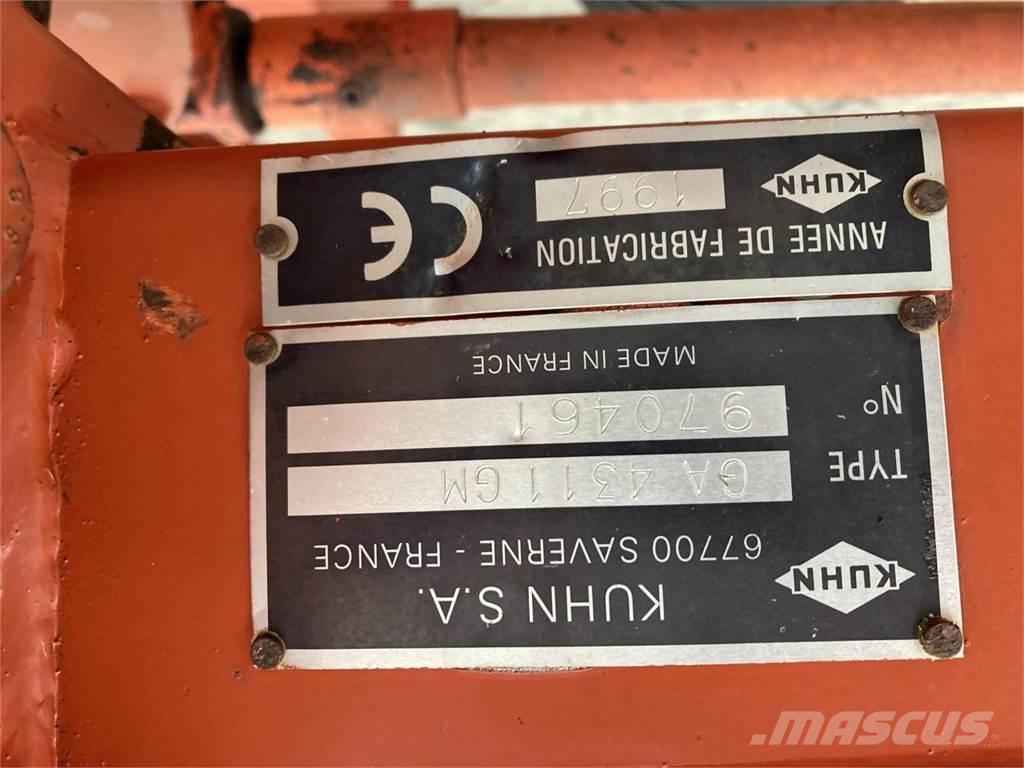 KUHN
KUHN S.A.
67700 SAVERNE - FRANCE
TYPE GA 4311 GM
N° 970461
MADE IN FRANCE
ANNEE DE FABRICATION
KUHN 1997 CE
MASCUS